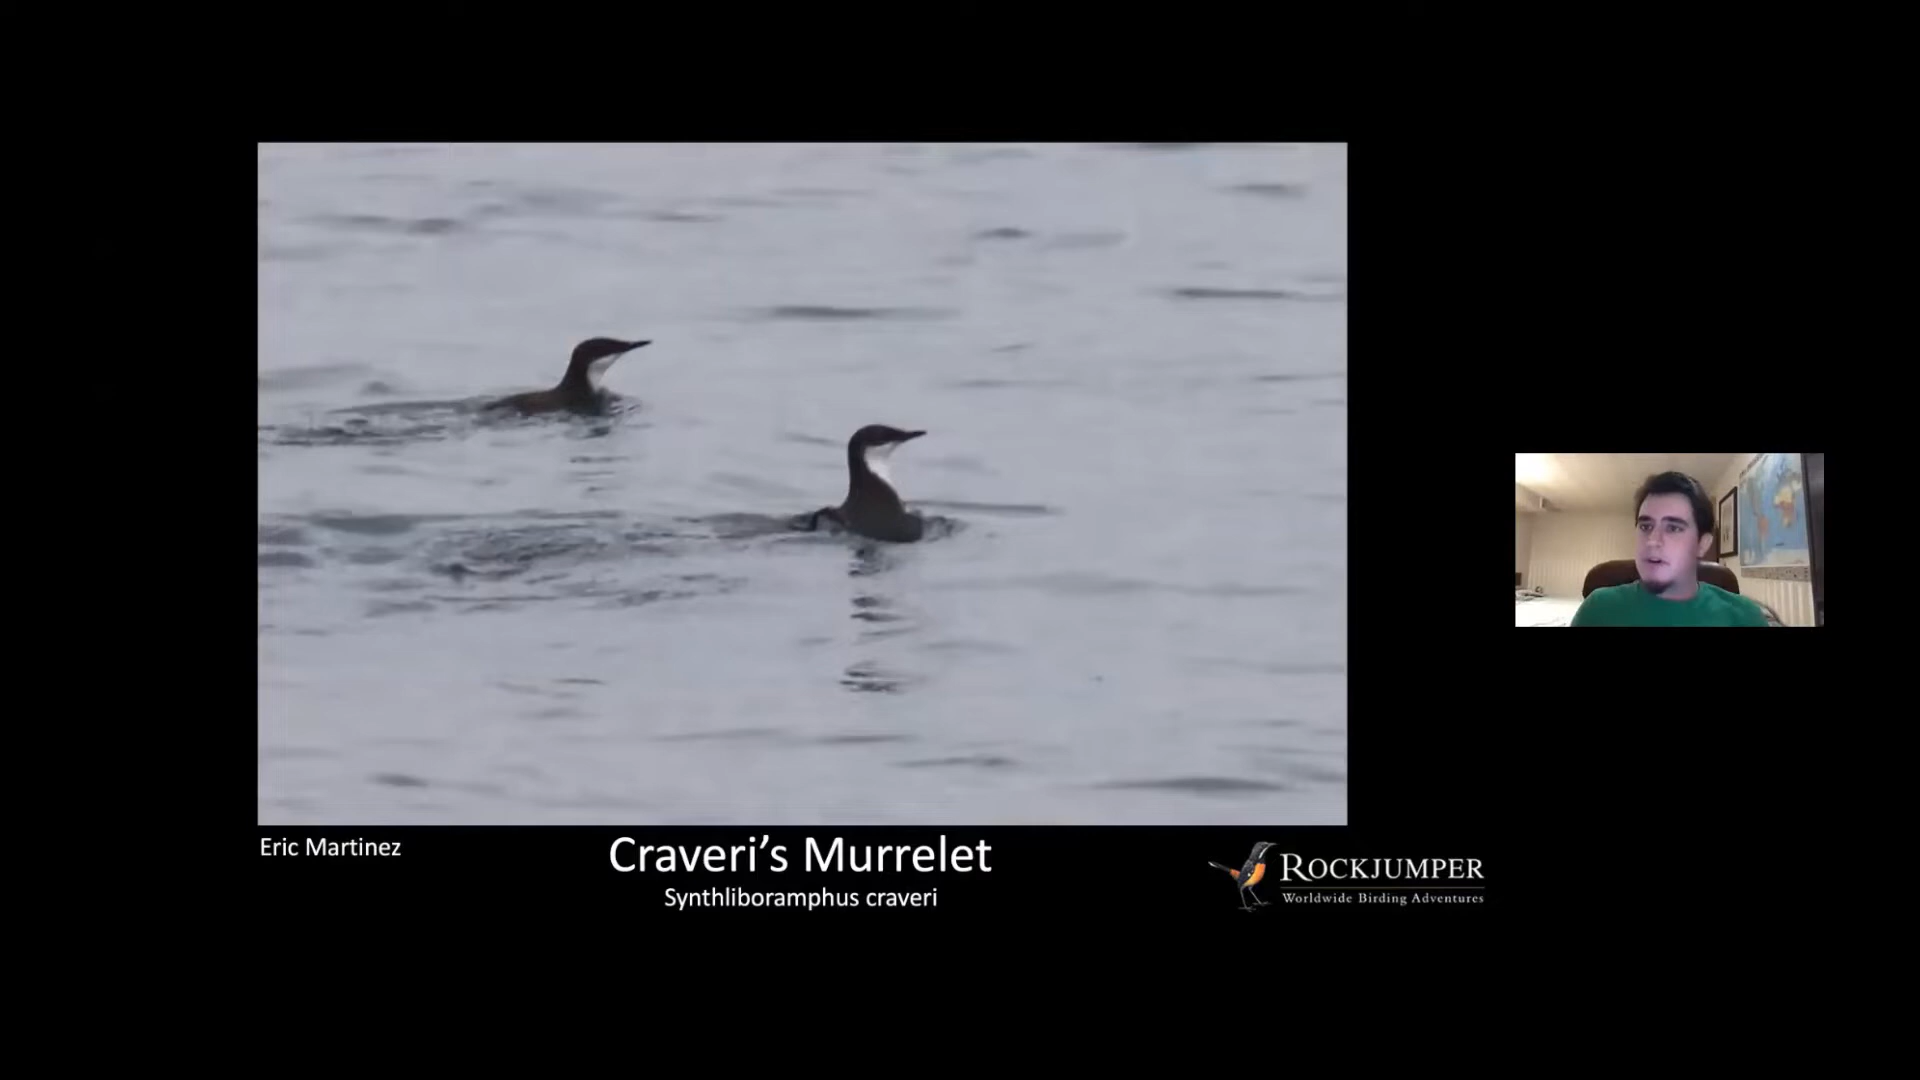 Eric Martinez
Craveri’s Murrelet
Synthliboramphus craveri
ROCKJUMPER
Worldwide Birding Adventures